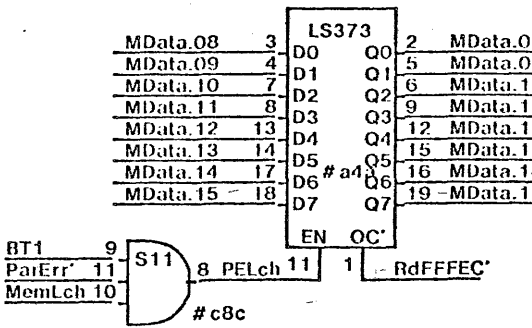 LS373
MData.08 3 D0 Q0 2 MData.0
MData.09 4 D1 Q1 5 MData.0
MData.10 7 D2 Q2 6 MData.1
MData.11 8 D3 Q3 9 MData.1
MData.12 13 D4 Q4 12 MData.1
MData.13 14 D5 Q5 15 MData.1
MData.14 17 D6 #a43 Q6 16 MData.1
MData.15 18 D7 Q7 19 MData.1
EN OC'
BT1 9
ParErr' 11 S11 8 PELch 11 1 RdFFFEC'
MemLch 10
#c8c